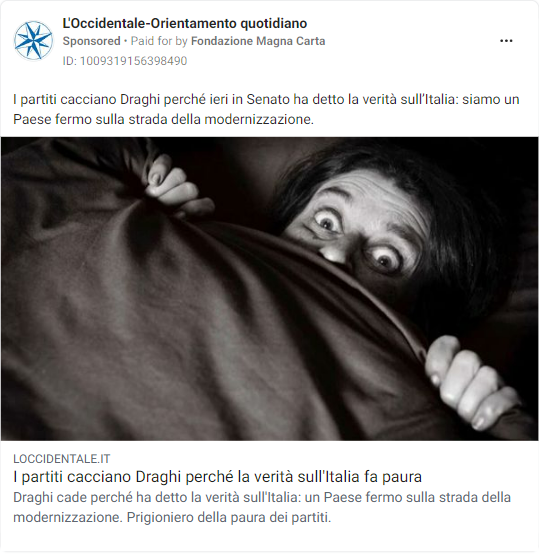 L'Occidentale-Orientamento quotidiano
Sponsored • Paid for by Fondazione Magna Carta
ID: 1009319156398490
I partiti cacciano Draghi perché ieri in Senato ha detto la verità sull'Italia: siamo un
Paese fermo sulla strada della modernizzazione.
LOCCIDENTALE.IT
I partiti cacciano Draghi perché la verità sull'Italia fa paura
Draghi cade perché ha detto la verità sull'Italia: un Paese fermo sulla strada della
modernizzazione. Prigioniero della paura dei partiti.